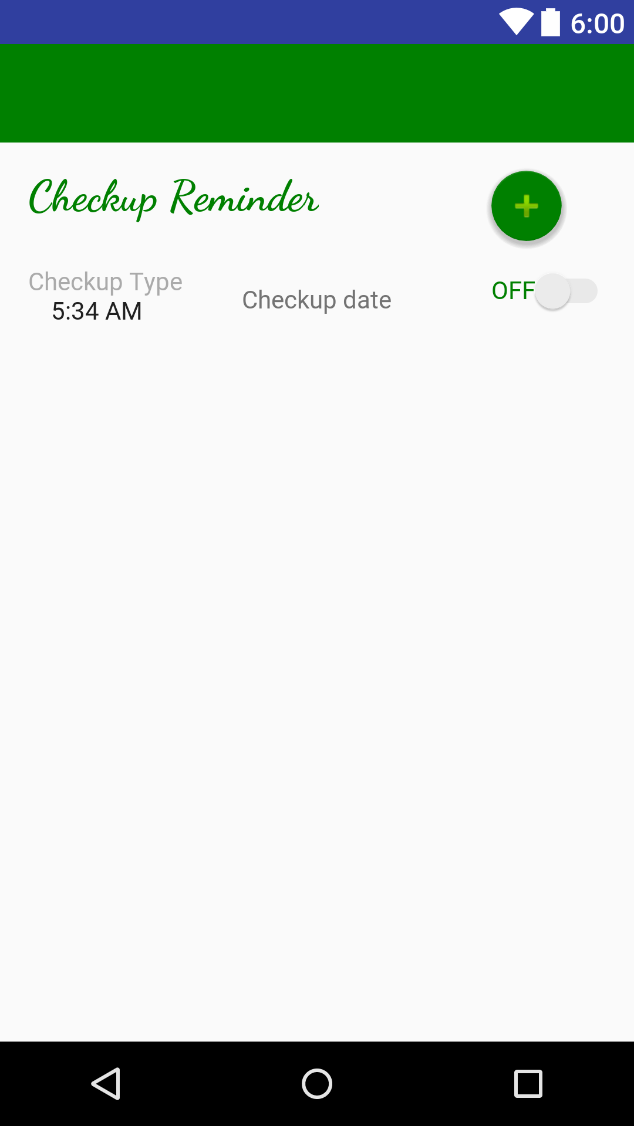 6:00
Checkup Reminder
Checkup Type
5:34 AM
Checkup date
OFF